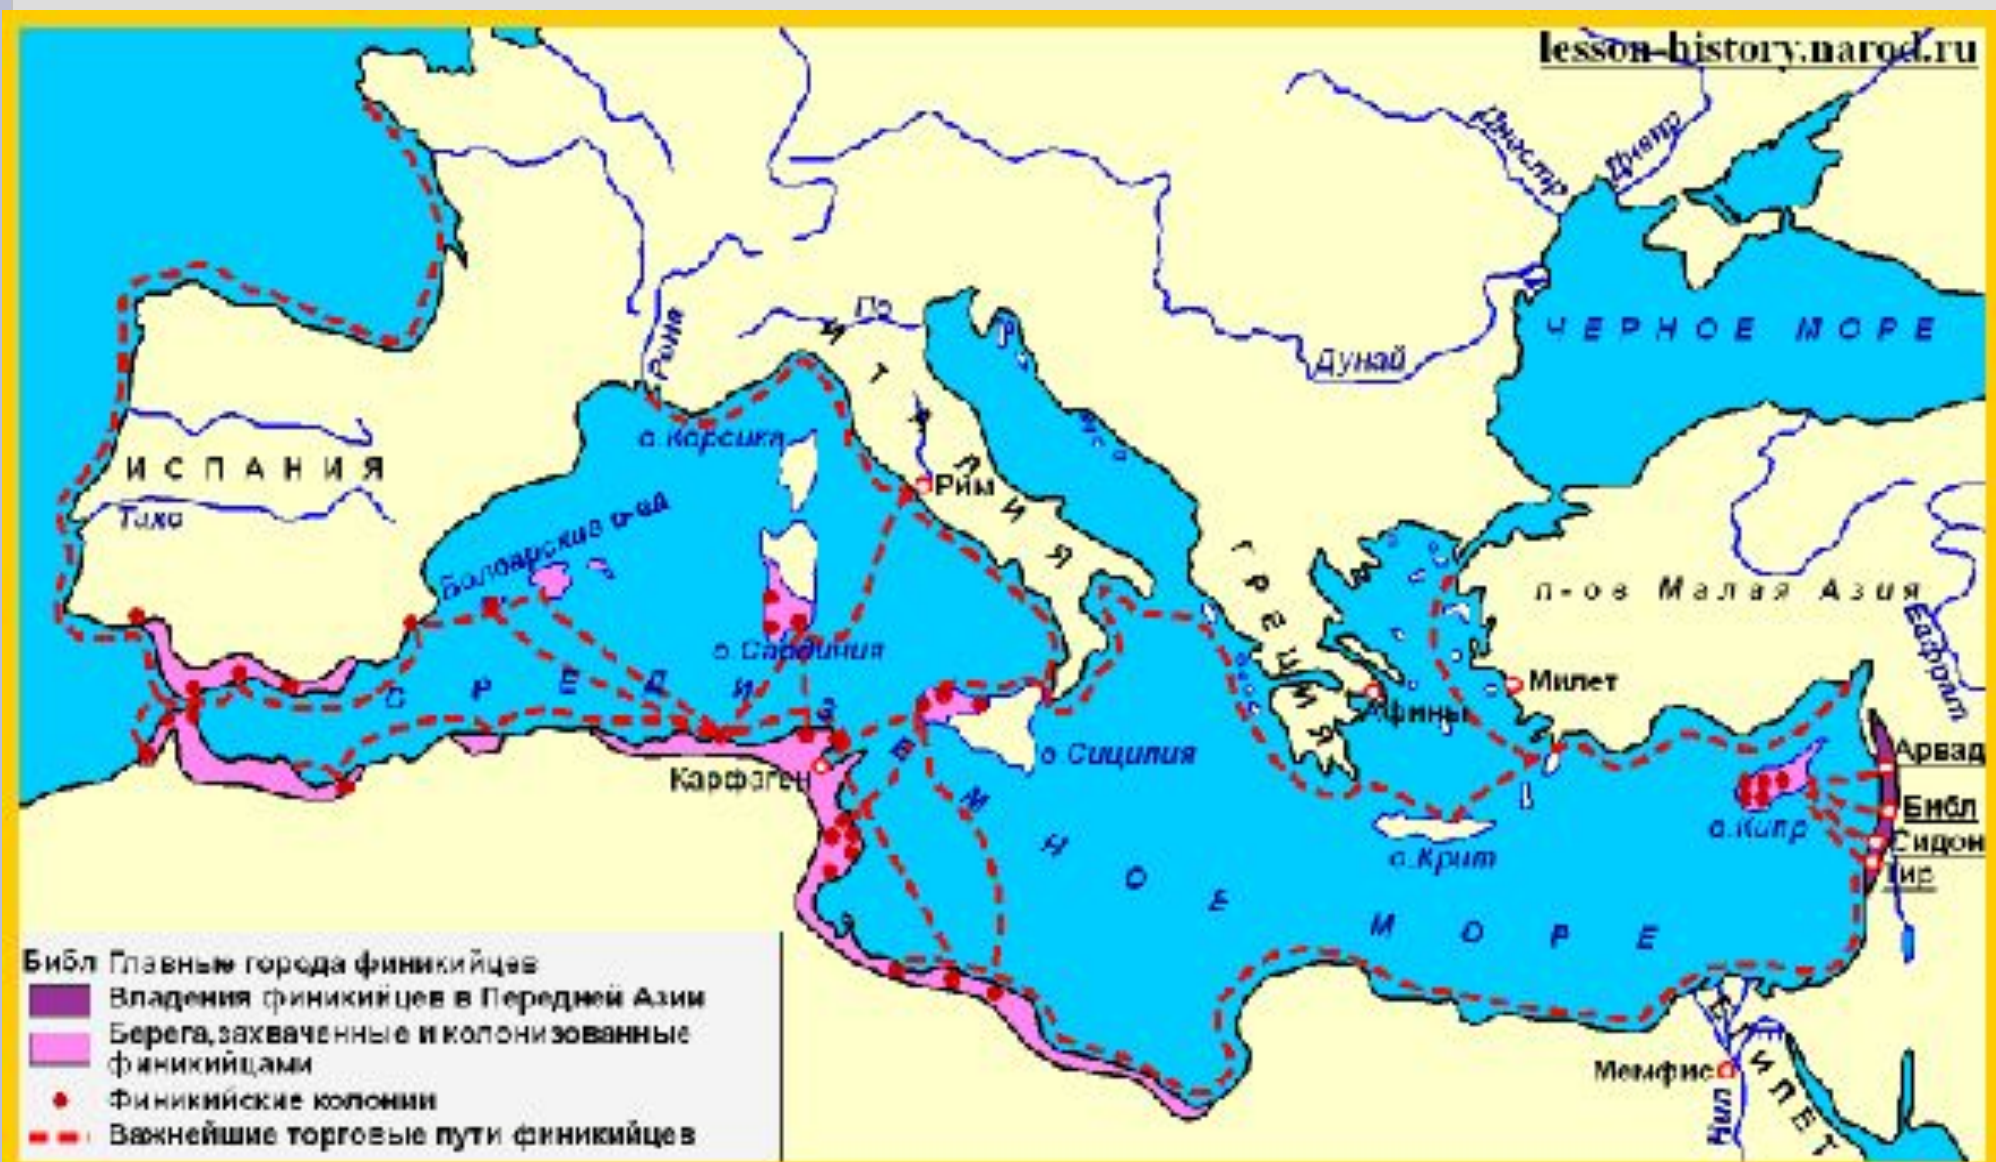 lesson-history.narod.ru
Днестр
Днепр
ЧЕРНОЕ МОРЕ
Рона
По
Дунай
ИТАЛИЯ
о.Корсика
ИСПАНИЯ
Тахо
Рим
ГРЕЦИЯ
п-ов Малая Азия
Евфрат
о.Сардиния
СРЕДИЗЕМНОЕ МОРЕ
Милет
Афины
о Сицилия
Карфаген
Арвад
Библ
Сидон
Тир
о.Кипр
о.Крит
Мемфис
Нил
ЕГИПЕТ
Библ Главные города финикийцев
Владения финикийцев в Передней Азии
Берега,захваченные и колонизованные
финикийцами
Финикийские колонии
Важнейшие торговые пути финикийцев